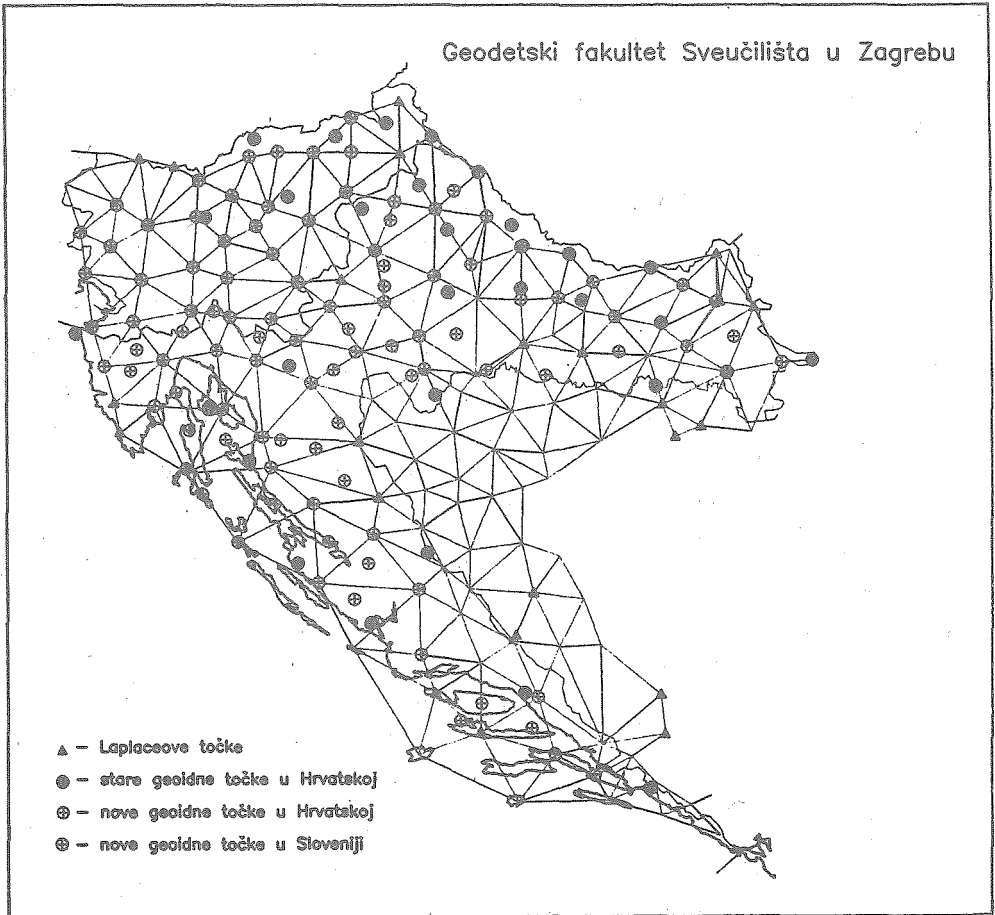 Geodetski fakultet Sveučilišta u Zagrebu
– Laplaceove točke
– stare geoidne točke u Hrvatskoj
– nove geoidne točke u Hrvatskoj
– nove geoidne točke u Sloveniji